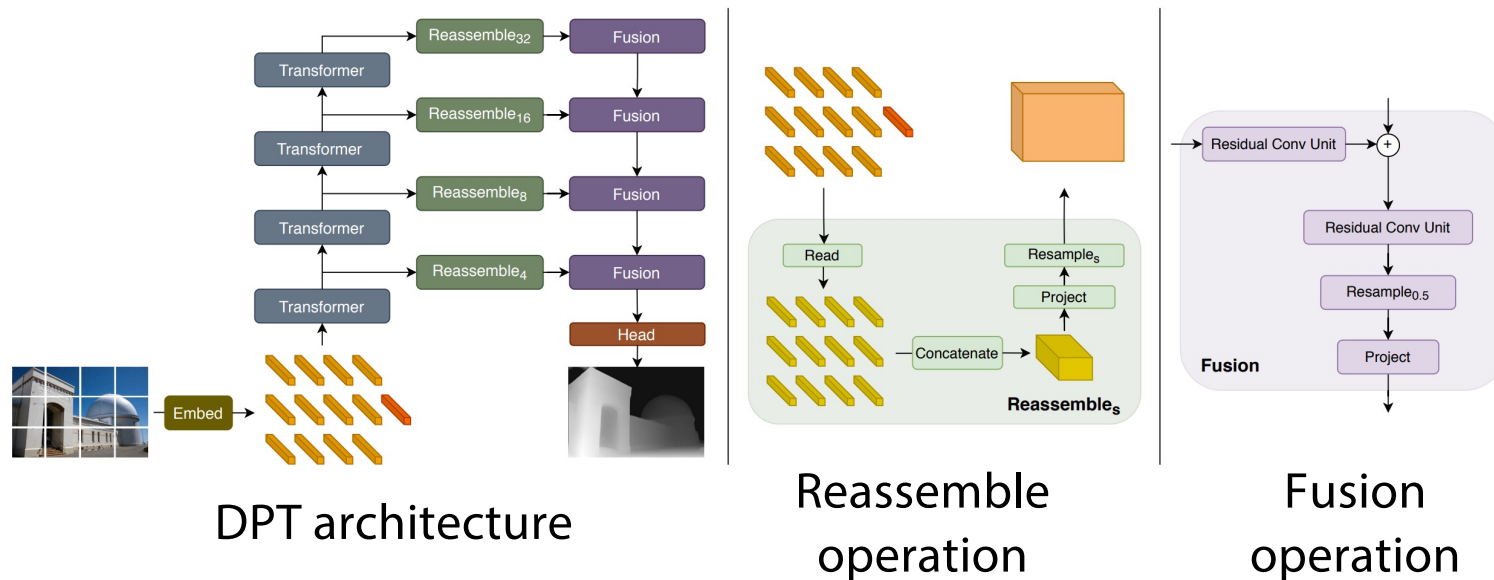 Reassemble32
Fusion
Transformer
Reassemble16
Fusion
Transformer
Reassemble8
Fusion
Transformer
Reassemble4
Fusion
Transformer
Head
Embed
DPT architecture
Read
Resamples
Project
Concatenate
Reassembles
Reassemble
operation
Residual Conv Unit
+
Residual Conv Unit
Resample0.5
Project
Fusion
Fusion
operation